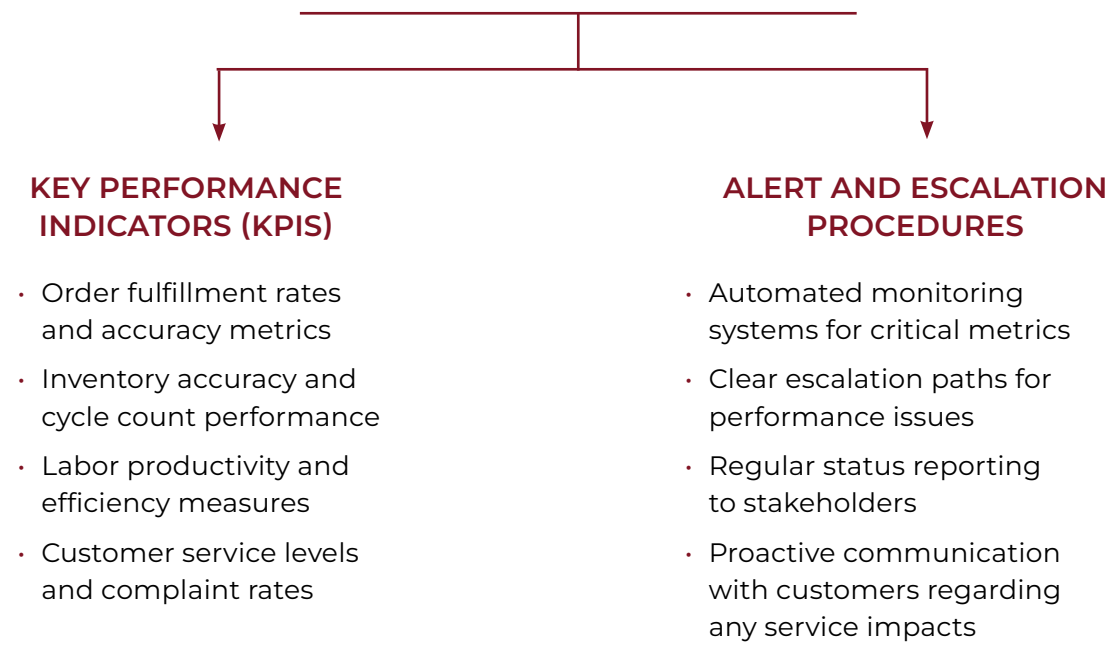 KEY PERFORMANCE
INDICATORS (KPIS)
• Order fulfillment rates
and accuracy metrics
• Inventory accuracy and
cycle count performance
• Labor productivity and
efficiency measures
• Customer service levels
and complaint rates
ALERT AND ESCALATION
PROCEDURES
• Automated monitoring
systems for critical metrics
• Clear escalation paths for
performance issues
• Regular status reporting
to stakeholders
• Proactive communication
with customers regarding
any service impacts